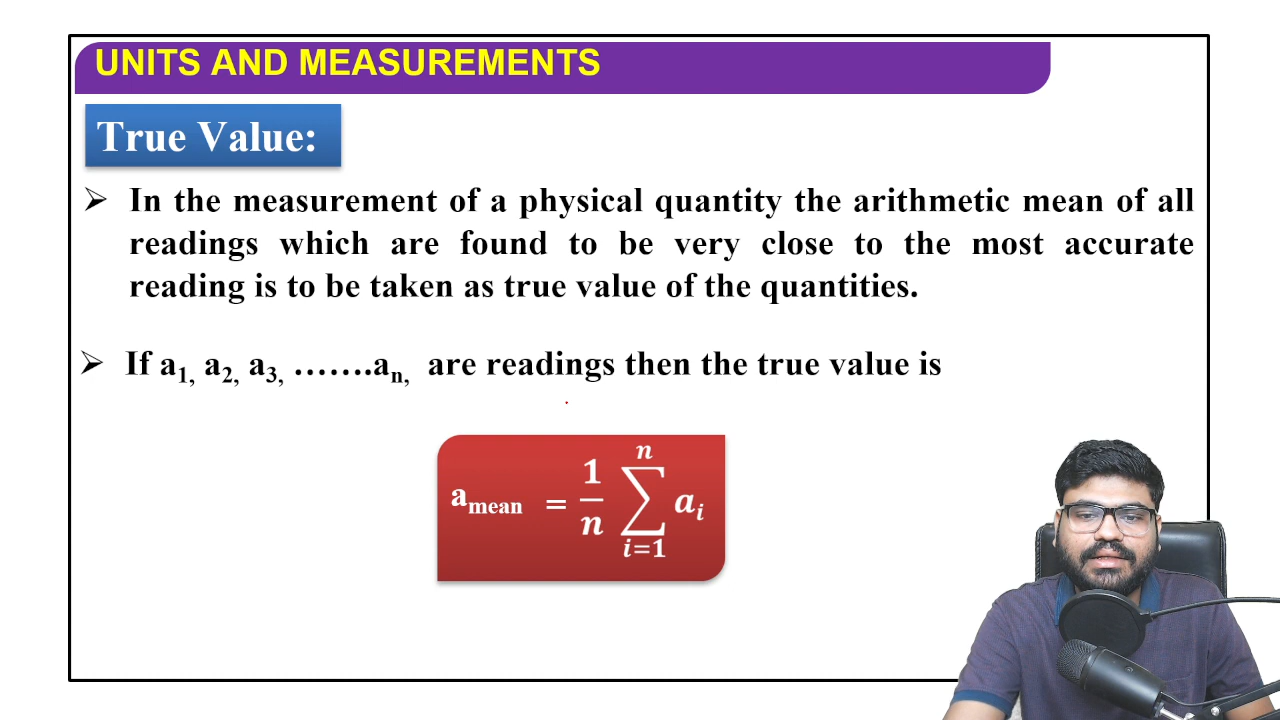 UNITS AND MEASUREMENTS
True Value:
➢ In the measurement of a physical quantity the arithmetic mean of all
readings which are found to be very close to the most accurate
reading is to be taken as true value of the quantities.
➢ If a₁, a₂, a₃, …….aₙ, are readings then the true value is
aₘₑₐₙ = 1/n ∑ᵢ₌₁ⁿ aᵢ